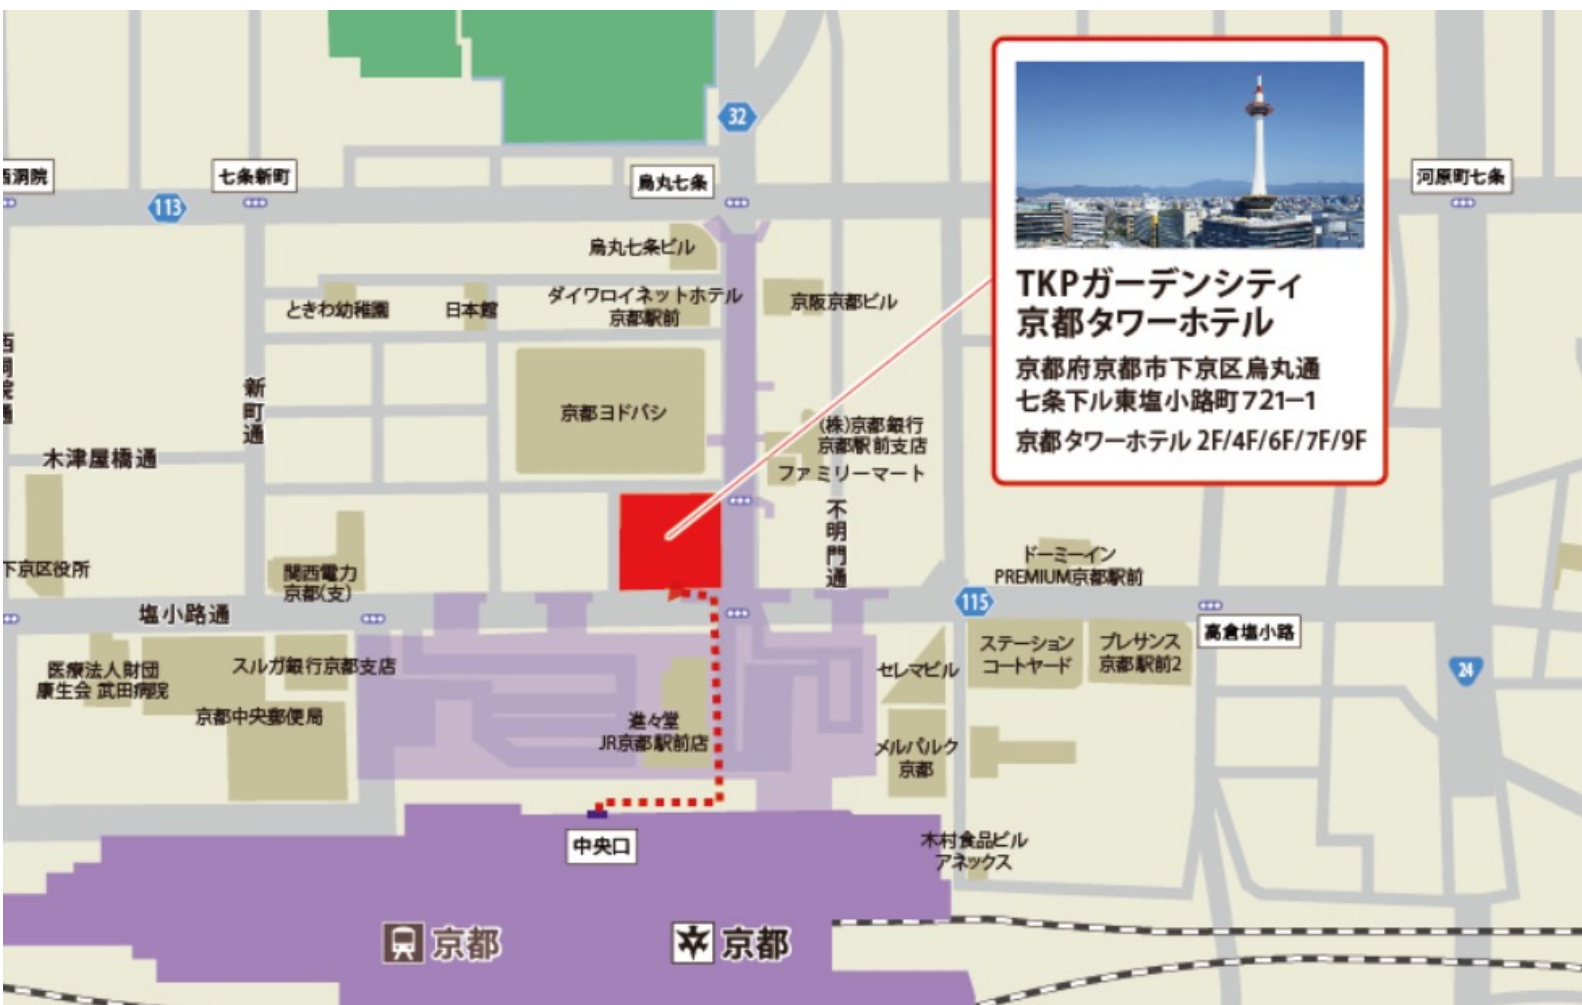 32
西洞院
七条新町
烏丸七条
河原町七条
113
烏丸七条ビル
ときわ幼稚園
日本館
ダイワロイネットホテル
京都駅前
京阪京都ビル
TKPガーデンシティ
京都タワーホテル
京都府京都市下京区烏丸通
七条下ル東塩小路町721−1
京都タワーホテル 2F/4F/6F/7F/9F
西洞院通
新町通
京都ヨドバシ
(株)京都銀行
京都駅前支店
ファミリーマート
木津屋橋通
不明門通
下京区役所
関西電力
京都(支)
ドーミーイン
PREMIUM京都駅前
塩小路通
115
高倉塩小路
医療法人財団
康生会 武田病院
スルガ銀行京都支店
セレマビル
ステーション
コートヤード
プレサンス
京都駅前2
24
京都中央郵便局
進々堂
JR京都駅前店
メルパルク
京都
中央口
木村食品ビル
アネックス
京都
京都